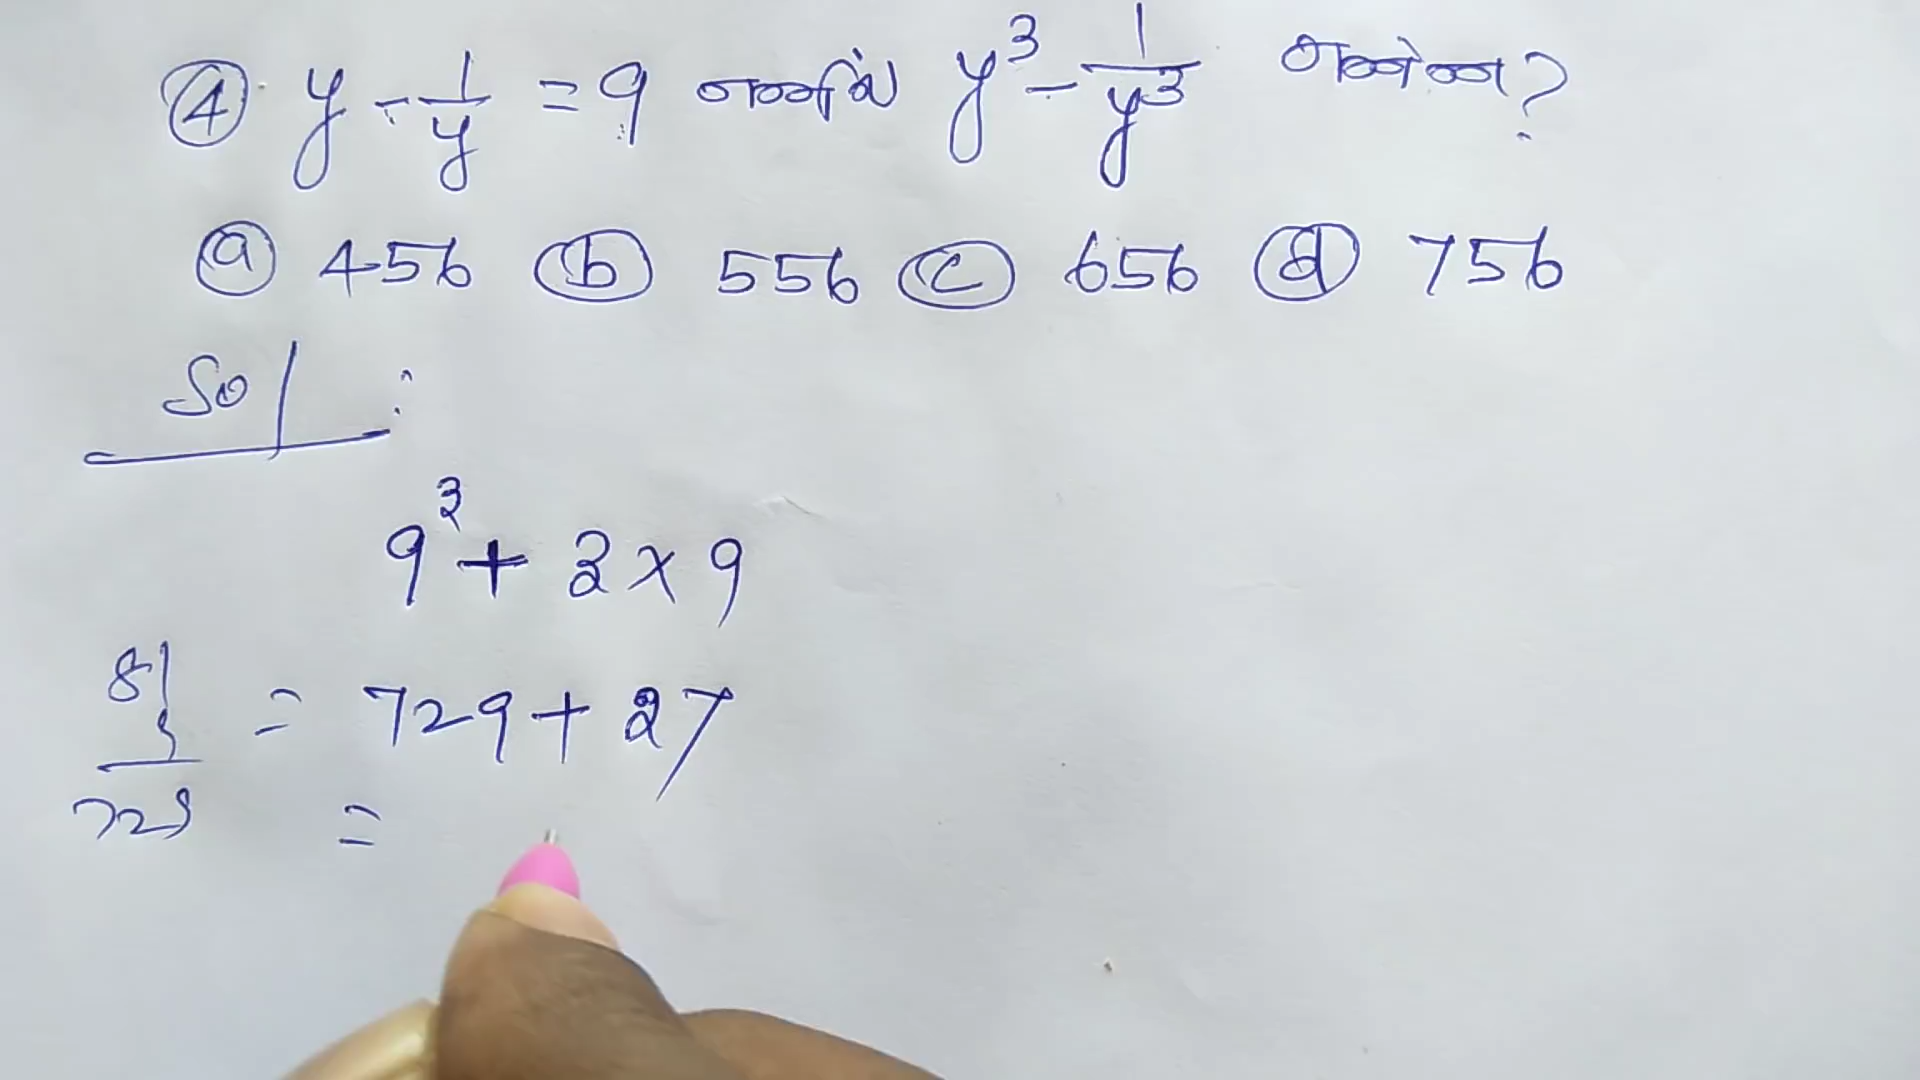 ④ y - 1/y = 9 எனில் y³ - 1/y³ என்ன?
ⓐ 456 ⓑ 556 ⓒ 656 ⓓ 756
Sol :
9³ + 3 × 9
81
9
729
= 729 + 27
=